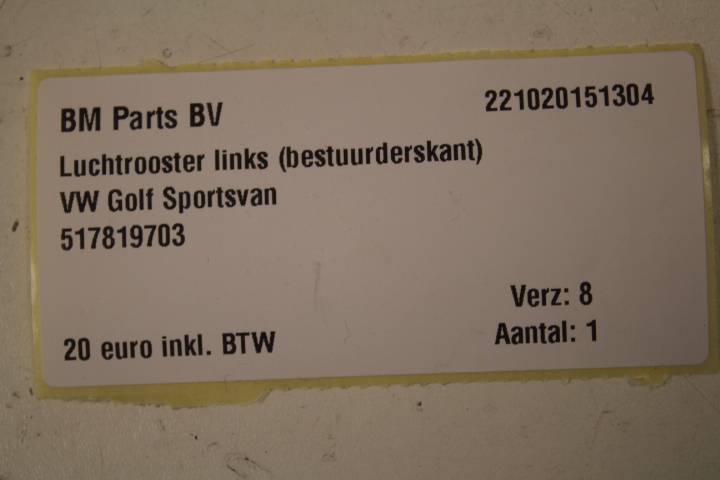 BM Parts BV 221020151304
Luchtrooster links (bestuurderskant)
VW Golf Sportsvan
517819703
Verz: 8
20 euro inkl. BTW Aantal: 1